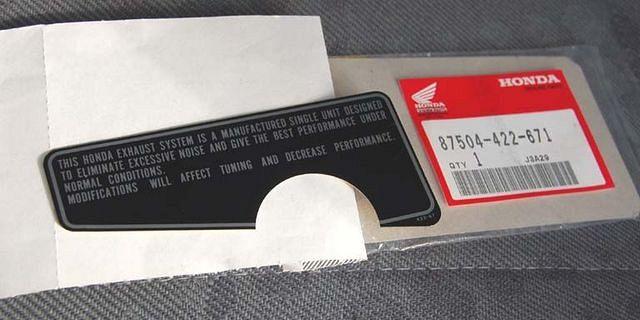 THIS HONDA EXHAUST SYSTEM IS A MANUFACTURED SINGLE UNIT DESIGNED
TO ELIMINATE EXCESSIVE NOISE AND GIVE THE BEST PERFORMANCE UNDER
NORMAL CONDITIONS.
MODIFICATIONS WILL AFFECT TUNING AND DECREASE PERFORMANCE.
HONDA
HONDA
87504-422-671
QTY 1 J3A29